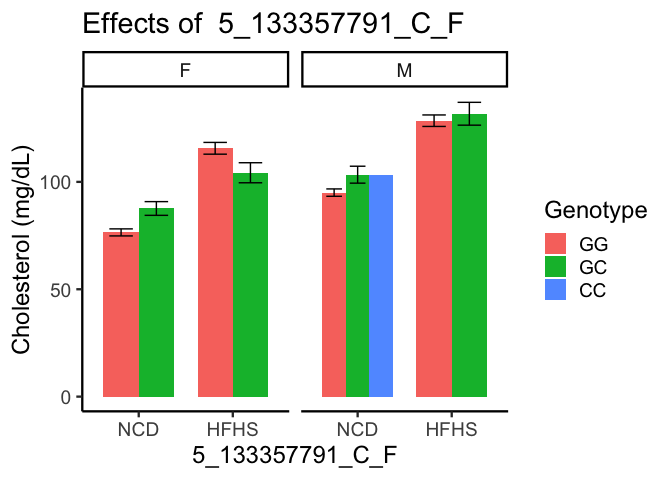 Effects of  5_133357791_C_F
F
M
Cholesterol (mg/dL)
100
50
0
NCD
HFHS
NCD
HFHS
5_133357791_C_F
Genotype
GG
GC
CC